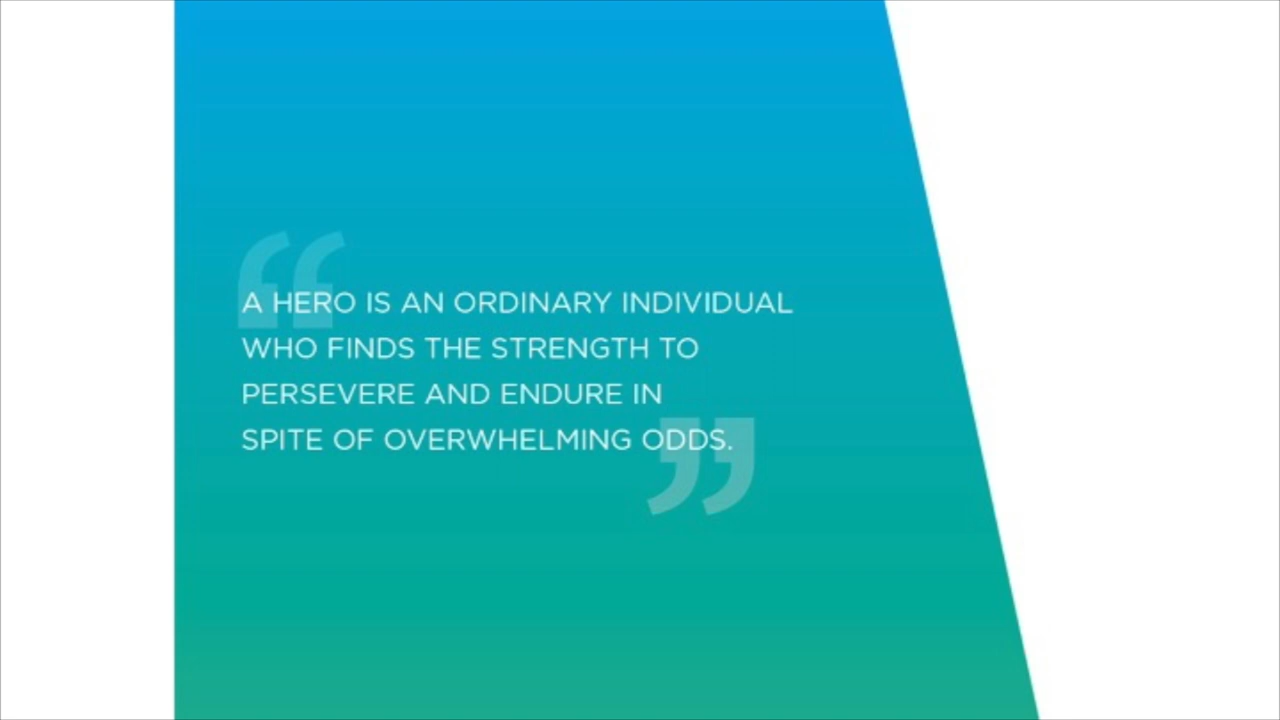 “A HERO IS AN ORDINARY INDIVIDUAL
WHO FINDS THE STRENGTH TO
PERSEVERE AND ENDURE IN
SPITE OF OVERWHELMING ODDS.”